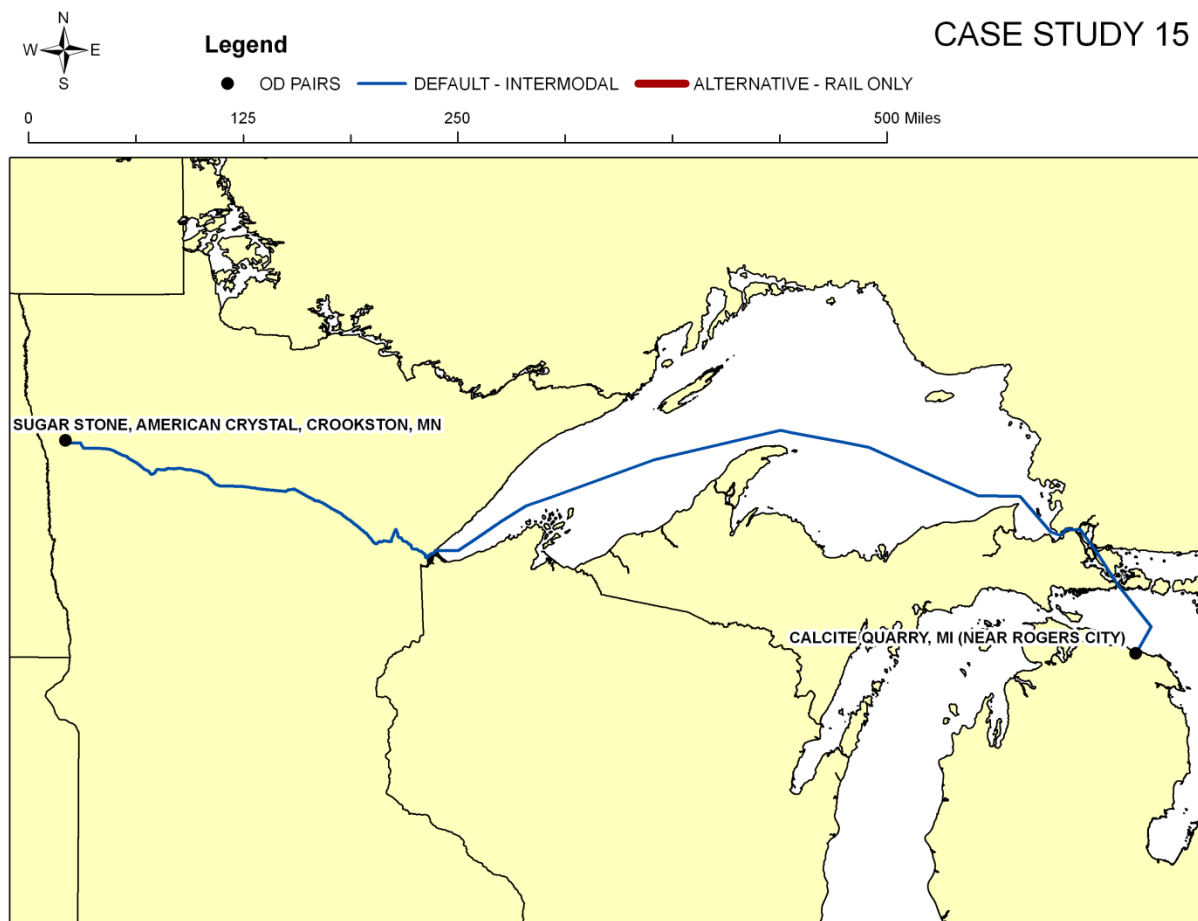 N
W E
S
Legend
CASE STUDY 15
OD PAIRS DEFAULT - INTERMODAL ALTERNATIVE - RAIL ONLY
0 125 250 500 Miles
SUGAR STONE, AMERICAN CRYSTAL, CROOKSTON, MN
CALCITE QUARRY, MI (NEAR ROGERS CITY)